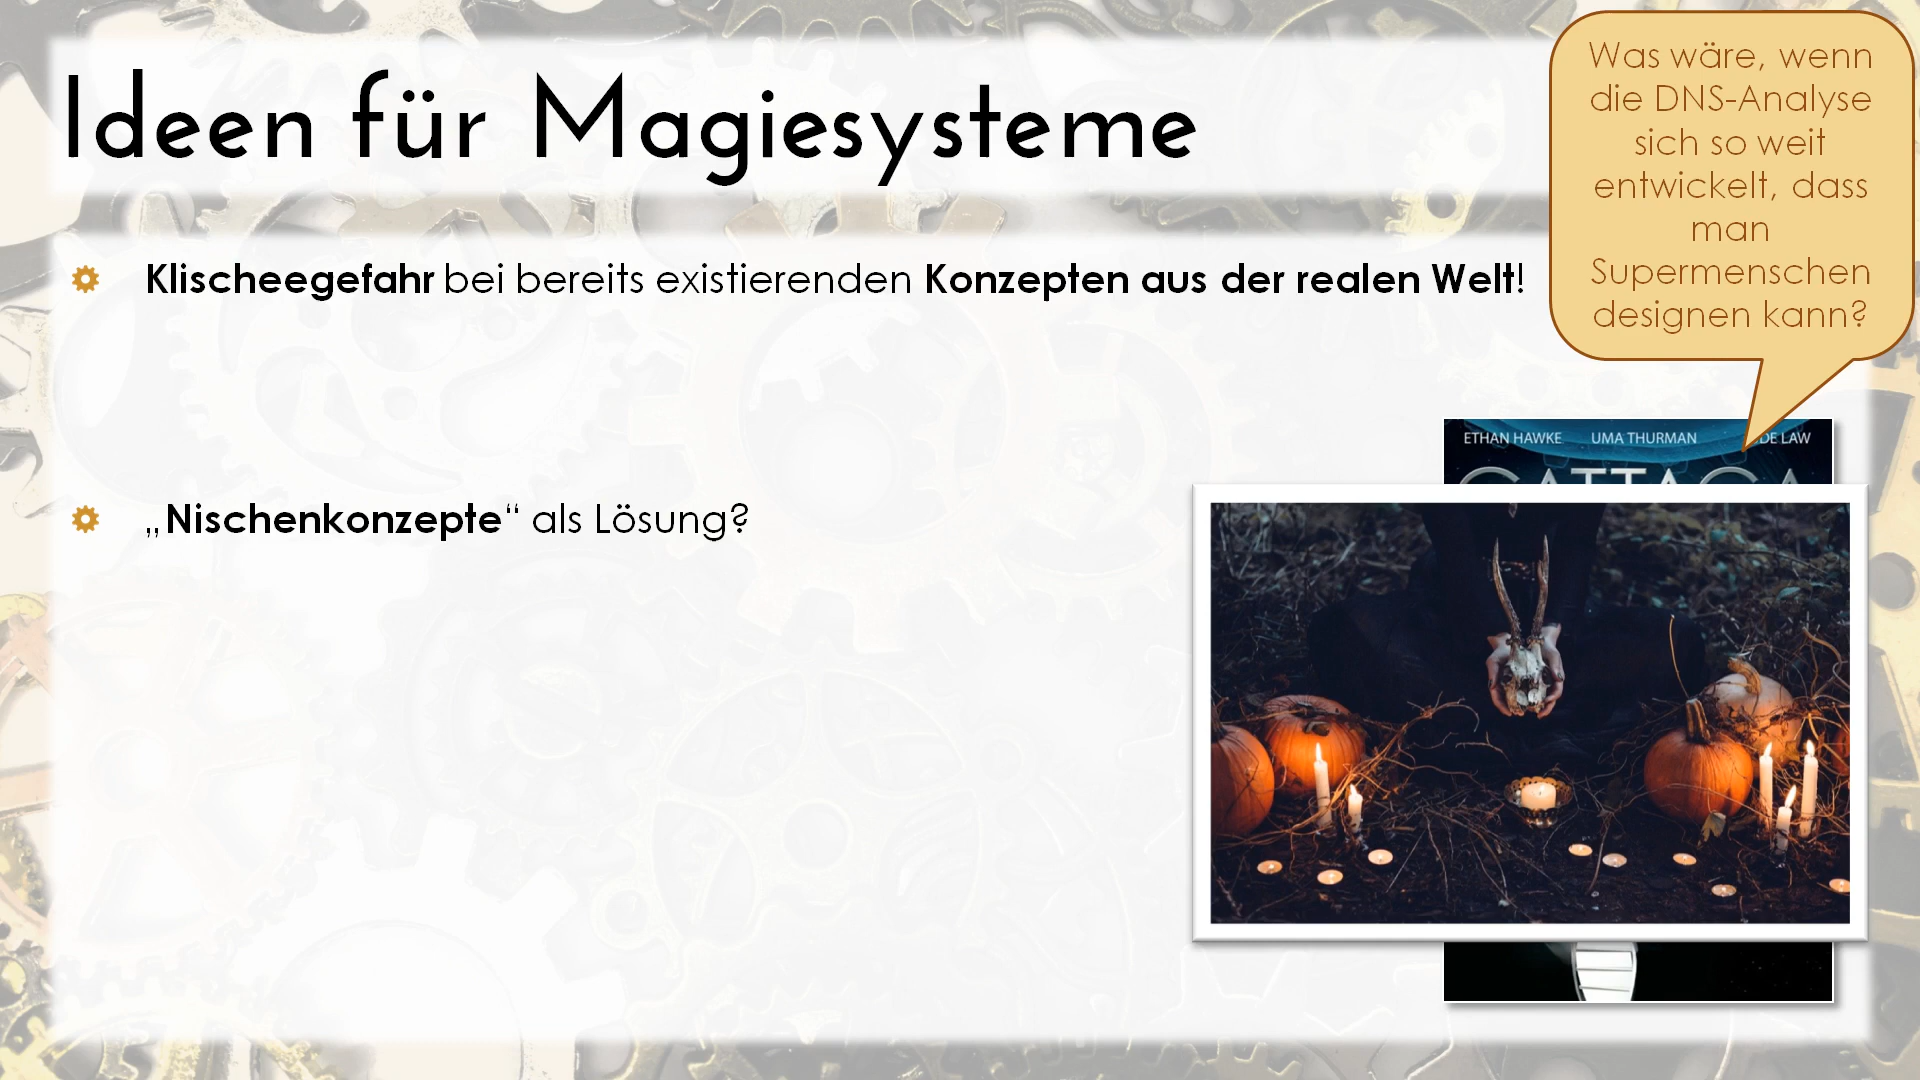 Ideen für Magiesysteme
Klischeegefahr bei bereits existierenden Konzepten aus der realen Welt!
„Nischenkonzepte“ als Lösung?
Was wäre, wenn
die DNS-Analyse
sich so weit
entwickelt, dass
man
Supermenschen
designen kann?
ETHAN HAWKE UMA THURMAN LAW
GATTACA